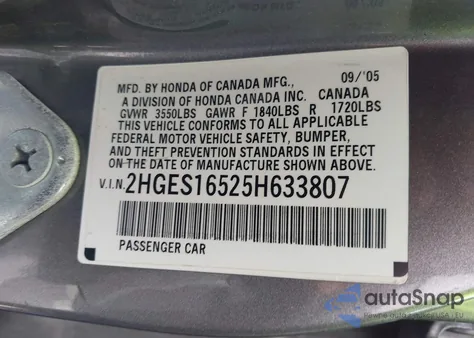 MFD. BY HONDA OF CANADA MFG., 09/'05
A DIVISION OF HONDA CANADA INC. CANADA
GVWR 3550LBS GAWR F 1840LBS R 1720LBS
THIS VEHICLE CONFORMS TO ALL APPLICABLE
FEDERAL MOTOR VEHICLE SAFETY, BUMPER,
AND THEFT PREVENTION STANDARDS IN EFFECT
ON THE DATE OF MANUFACTURE SHOWN ABOVE.
V.I.N. 2HGES16525H633807
PASSENGER CAR
autoSnap